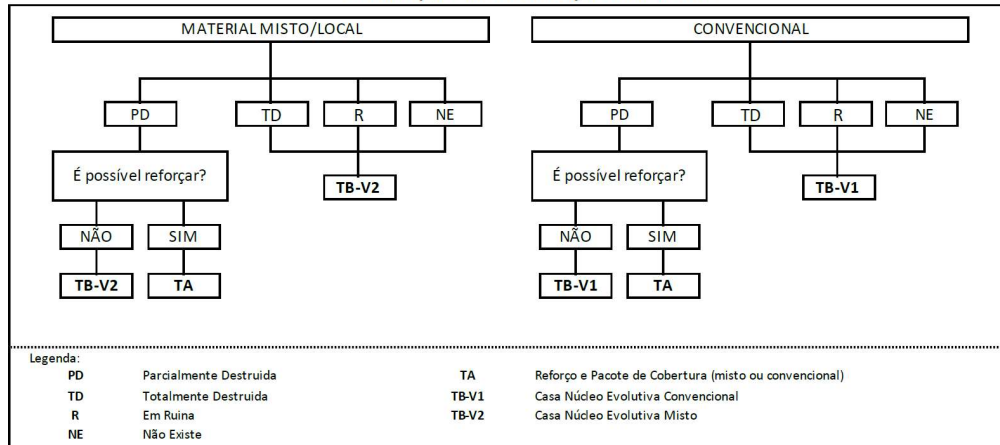 MATERIAL MISTO/LOCAL
CONVENCIONAL
PD
TD
R
NE
PD
TD
R
NE
É possível reforçar?
TB-V2
É possível reforçar?
TB-V1
NÃO
SIM
NÃO
SIM
TB-V2
TA
TB-V1
TA
Legenda:
PD Parcialmente Destruida TA Reforço e Pacote de Cobertura (misto ou convencional)
TD Totalmente Destruida TB-V1 Casa Núcleo Evolutiva Convencional
R Em Ruina TB-V2 Casa Núcleo Evolutiva Misto
NE Não Existe